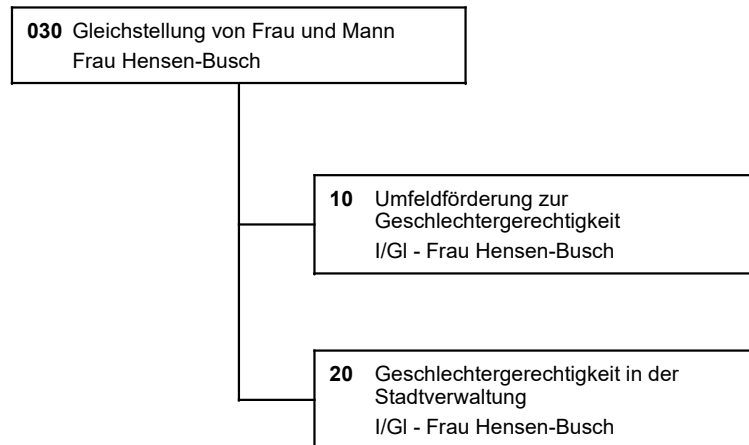 030 Gleichstellung von Frau und Mann
Frau Hensen-Busch
10 Umfeldförderung zur
Geschlechtergerechtigkeit
I/Gl - Frau Hensen-Busch
20 Geschlechtergerechtigkeit in der
Stadtverwaltung
I/Gl - Frau Hensen-Busch